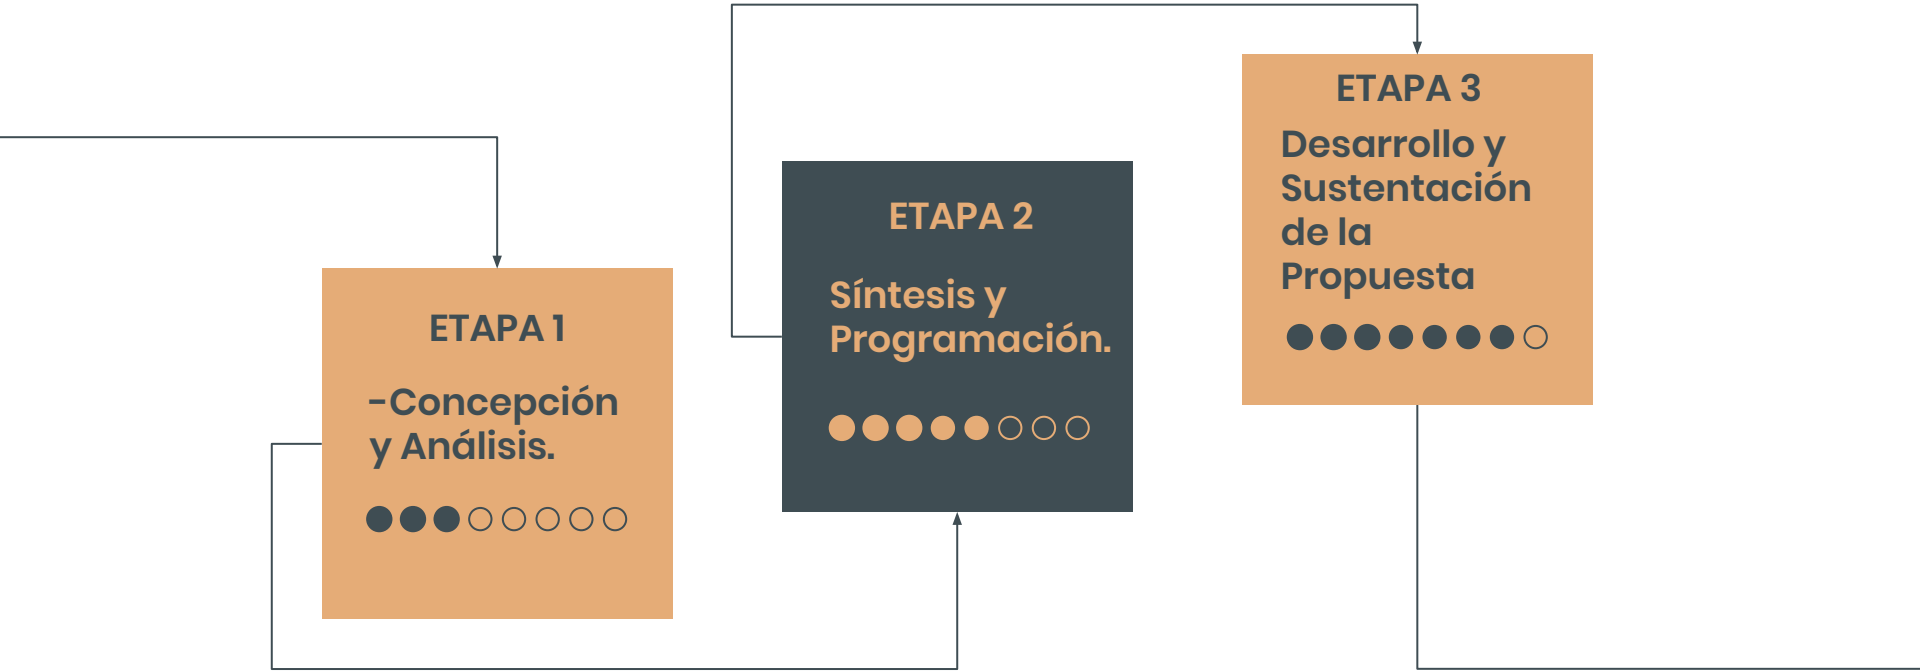 ETAPA 1
-Concepción
y Análisis.
ETAPA 2
Síntesis y
Programación.
ETAPA 3
Desarrollo y
Sustentación
de la
Propuesta